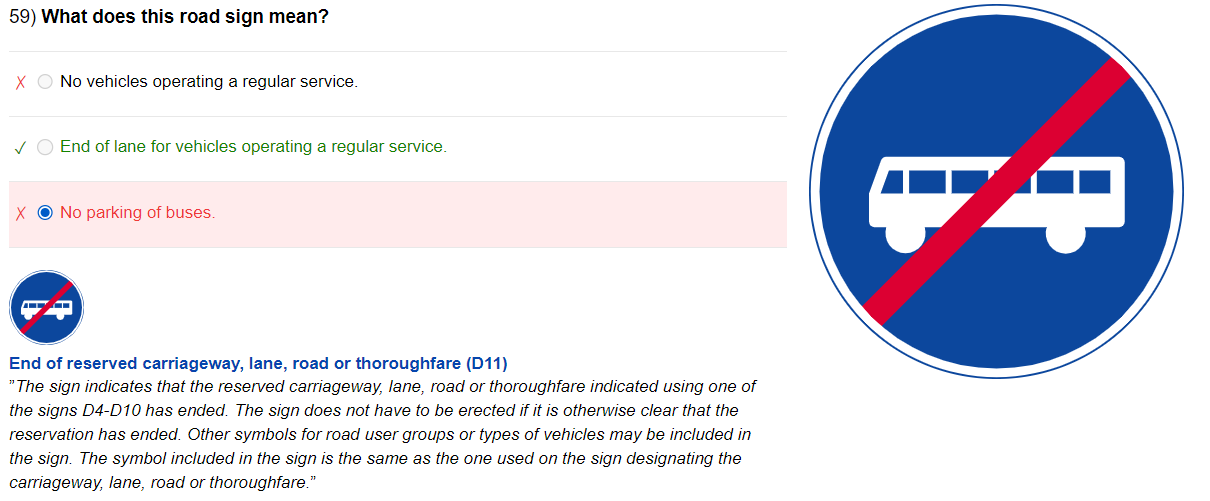 59) What does this road sign mean?
✗ No vehicles operating a regular service.
✓ End of lane for vehicles operating a regular service.
✗ No parking of buses.
End of reserved carriageway, lane, road or thoroughfare (D11)
”The sign indicates that the reserved carriageway, lane, road or thoroughfare indicated using one of
the signs D4-D10 has ended. The sign does not have to be erected if it is otherwise clear that the
reservation has ended. Other symbols for road user groups or types of vehicles may be included in
the sign. The symbol included in the sign is the same as the one used on the sign designating the
carriageway, lane, road or thoroughfare.”